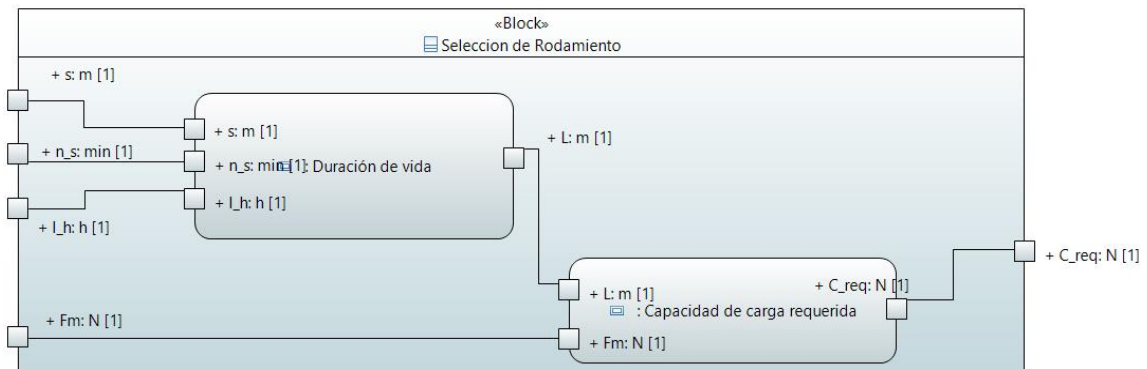 «Block»
Seleccion de Rodamiento
+ s: m [1]
+ s: m [1]
+ L: m [1]
+ n_s: min [1]
+ n_s: min [1]
: Duración de vida
+ l_h: h [1]
+ l_h: h [1]
+ C_req: N [1]
+ L: m [1]
+ C_req: N [1]
: Capacidad de carga requerida
+ Fm: N [1]
+ Fm: N [1]